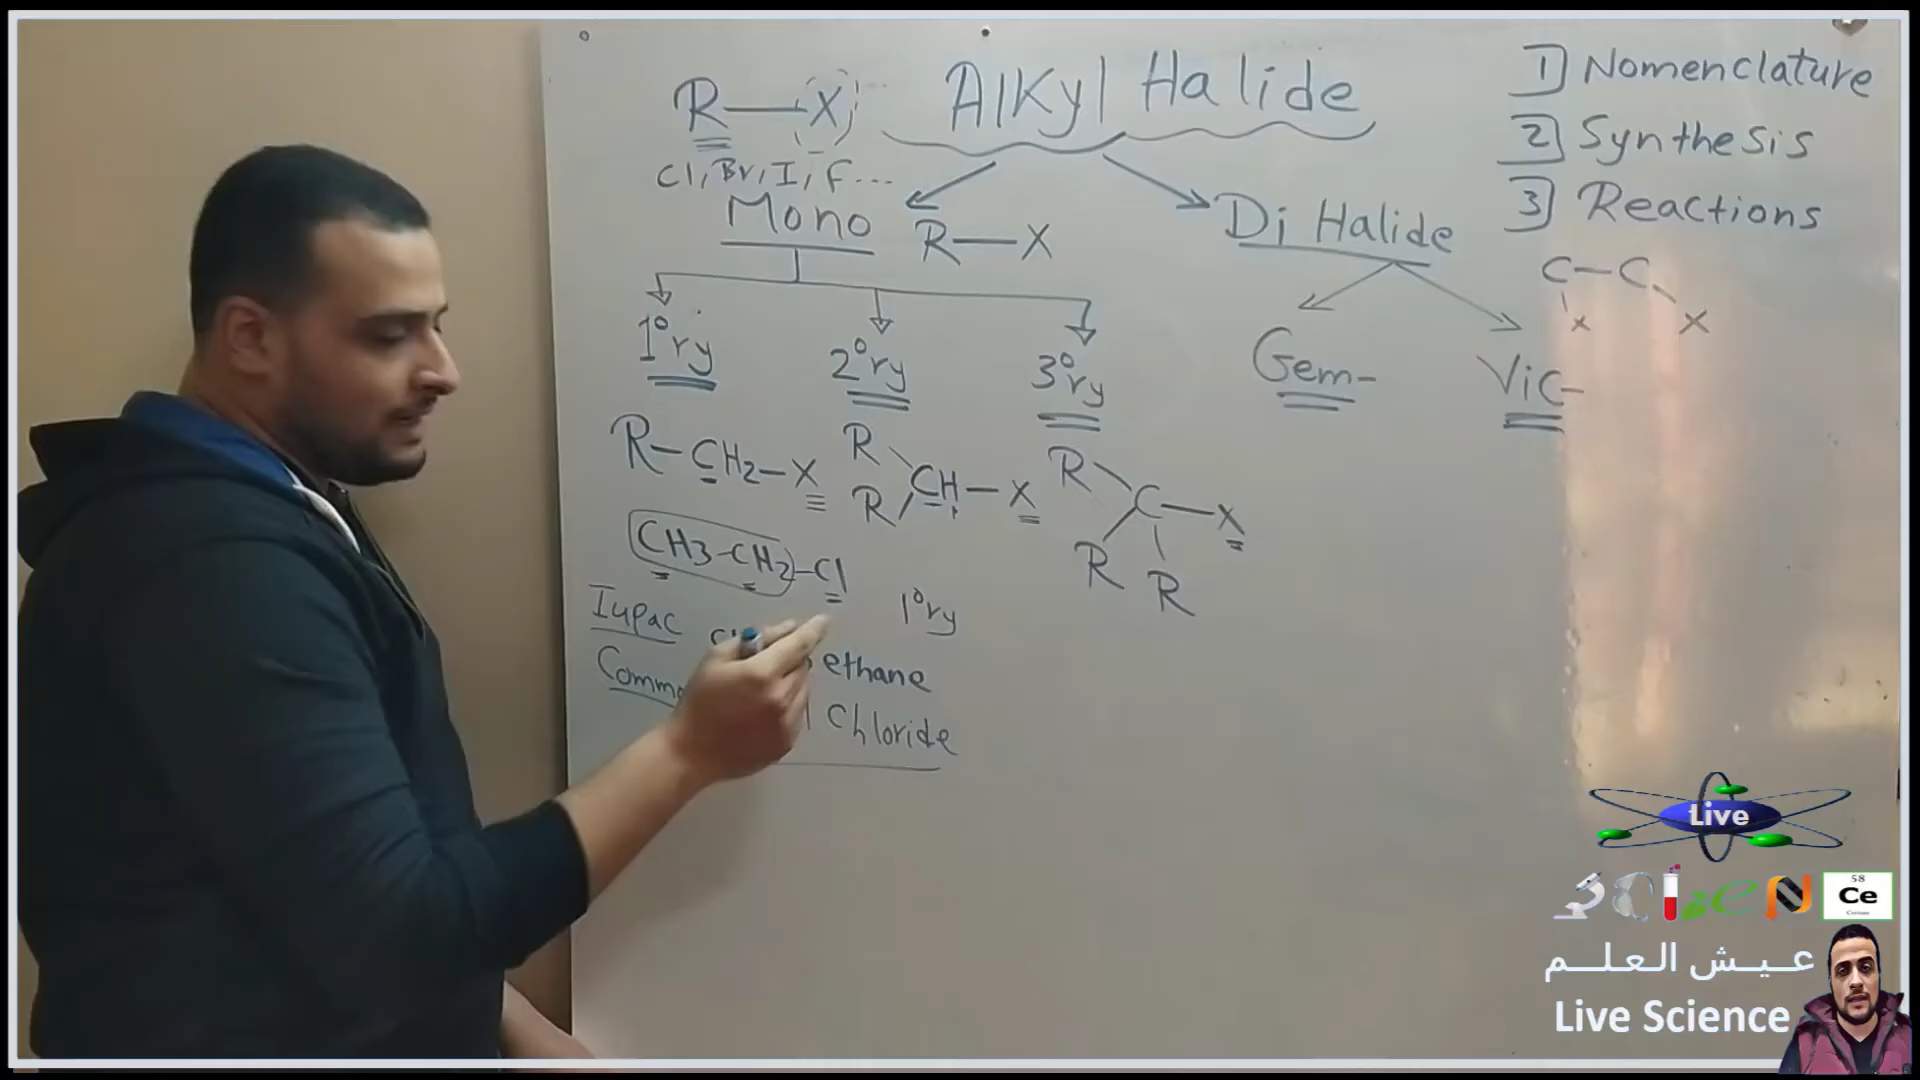 R—X
Alkyl Halide
1) Nomenclature
2) Synthesis
3) Reactions
Cl, Br, I, F ...
Mono R—X
Di Halide
C—C
x X
1°ry 2°ry 3°ry
Gem- Vic-
R—CH2—X
R
R
CH—X
R
C—X
R R
CH3-CH2-Cl
1°ry
Iupac
ethane
Chloride
Live
58
Ce
عيش العلم
Live Science